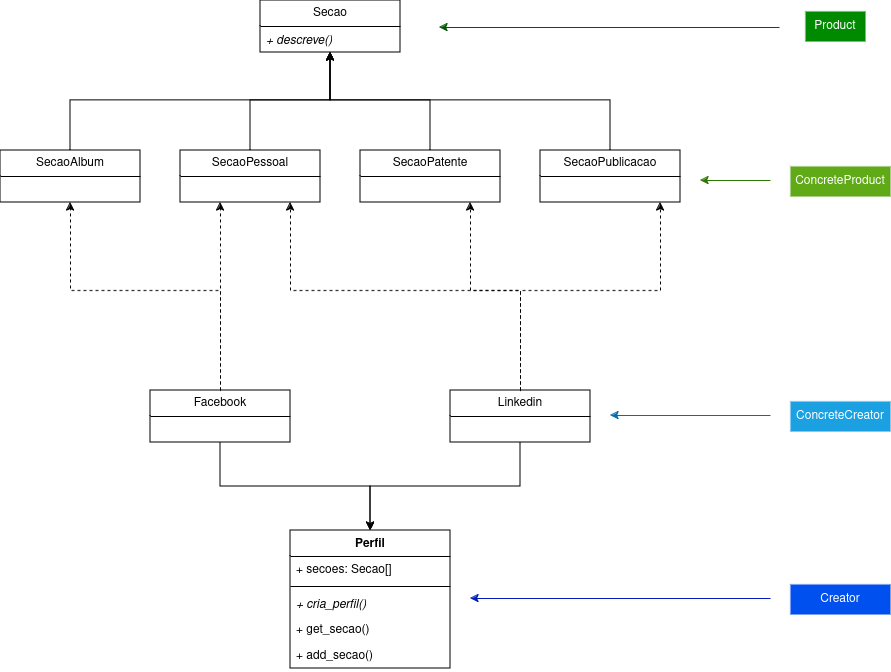 Secao
+ descreve()
Product
SecaoAlbum
SecaoPessoal
SecaoPatente
SecaoPublicacao
ConcreteProduct
Facebook
Linkedin
ConcreteCreator
Perfil
+ secoes: Secao[]
+ cria_perfil()
+ get_secao()
+ add_secao()
Creator